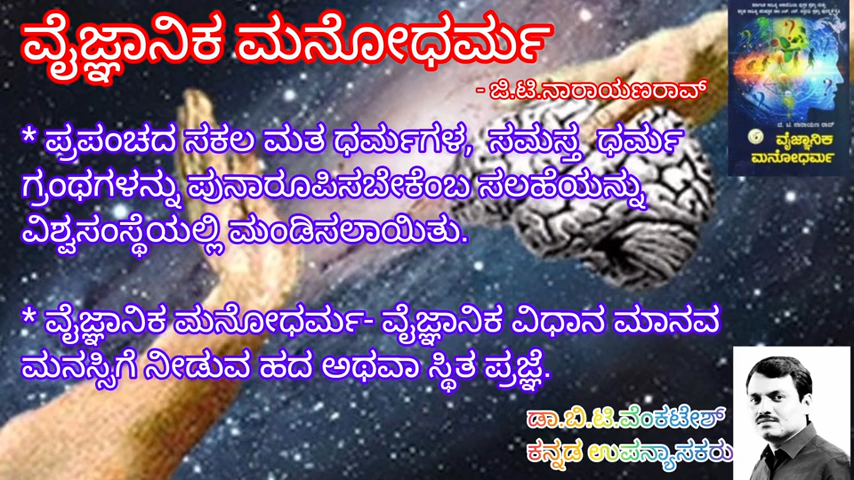 ವೈಜ್ಞಾನಿಕ ಮನೋಧರ್ಮ
- ಜಿ.ಟಿ.ನಾರಾಯಣರಾವ್
* ಪ್ರಪಂಚದ ಸಕಲ ಮತ ಧರ್ಮಗಳ, ಸಮಸ್ತ ಧರ್ಮ
ಗ್ರಂಥಗಳನ್ನು ಪುನಾರೂಪಿಸಬೇಕೆಂಬ ಸಲಹೆಯನ್ನು
ವಿಶ್ವಸಂಸ್ಥೆಯಲ್ಲಿ ಮಂಡಿಸಲಾಯಿತು.
* ವೈಜ್ಞಾನಿಕ ಮನೋಧರ್ಮ- ವೈಜ್ಞಾನಿಕ ವಿಧಾನ ಮಾನವ
ಮನಸ್ಸಿಗೆ ನೀಡುವ ಹದ ಅಥವಾ ಸ್ಥಿತ ಪ್ರಜ್ಞೆ.
ಜಿ. ಟಿ. ನಾರಾಯಣ ರಾವ್
ವೈಜ್ಞಾನಿಕ
ಮನೋಧರ್ಮ
ಡಾ.ಬಿ.ಟಿ.ವೆಂಕಟೇಶ್
ಕನ್ನಡ ಉಪನ್ಯಾಸಕರು